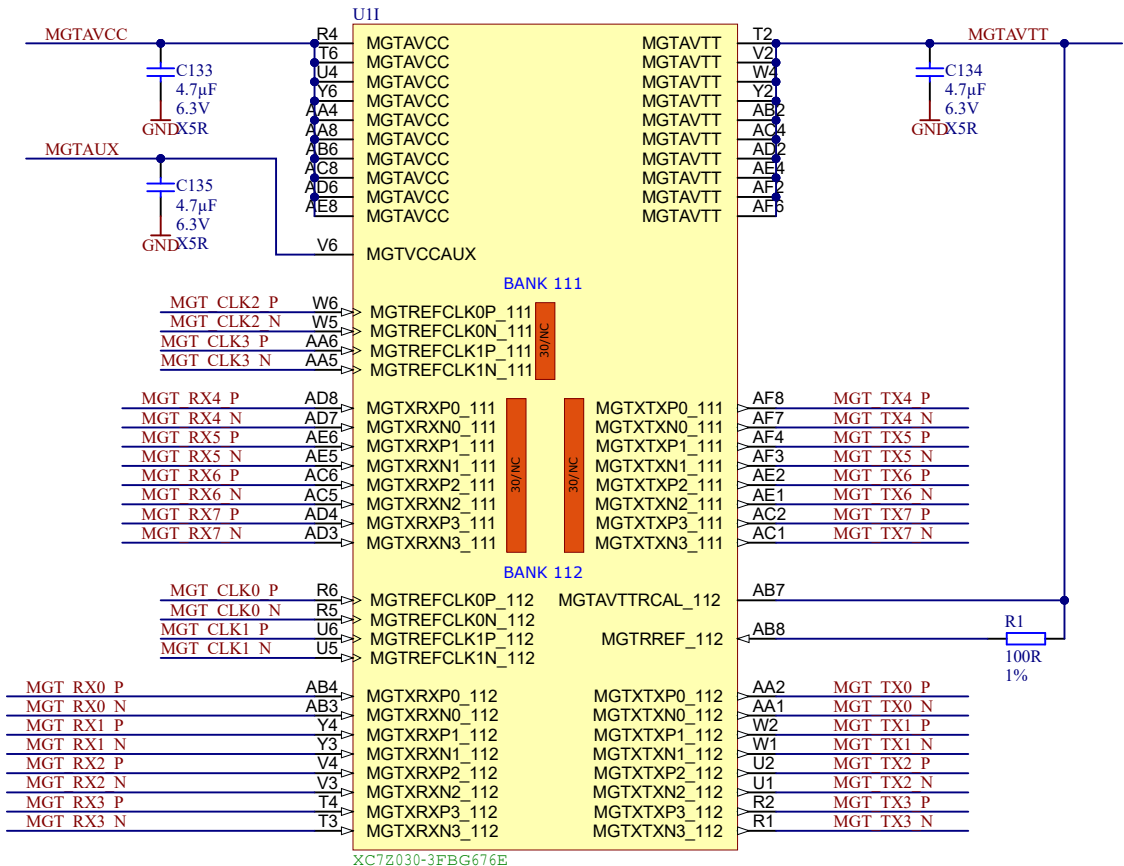 U1I
MGTAVCC R4 MGTAVCC MGTAVTT T2 MGTAVTT
T6 MGTAVCC MGTAVTT V2
C133 U4 MGTAVCC MGTAVTT W4 C134
4.7µF Y6 MGTAVCC MGTAVTT Y2 4.7µF
6.3V AA4 MGTAVCC MGTAVTT AB2 6.3V
GND X5R AA8 MGTAVCC MGTAVTT AC4 GND X5R
MGTAUX AB6 MGTAVCC MGTAVTT AD2
C135 AC8 MGTAVCC MGTAVTT AE4
4.7µF AD6 MGTAVCC MGTAVTT AF2
6.3V AE8 MGTAVCC MGTAVTT AF6
GND X5R V6 MGTVCCAUX
BANK 111
MGT_CLK2_P W6 MGTREFCLK0P_111
MGT_CLK2_N W5 MGTREFCLK0N_111
MGT_CLK3_P AA6 MGTREFCLK1P_111
MGT_CLK3_N AA5 MGTREFCLK1N_111
30/NC
MGT_RX4_P AD8 MGTXRXP0_111 MGTXTXP0_111 AF8 MGT_TX4_P
MGT_RX4_N AD7 MGTXRXN0_111 MGTXTXN0_111 AF7 MGT_TX4_N
MGT_RX5_P AE6 MGTXRXP1_111 MGTXTXP1_111 AF4 MGT_TX5_P
MGT_RX5_N AE5 MGTXRXN1_111 MGTXTXN1_111 AF3 MGT_TX5_N
MGT_RX6_P AC6 MGTXRXP2_111 MGTXTXP2_111 AE2 MGT_TX6_P
MGT_RX6_N AC5 MGTXRXN2_111 MGTXTXN2_111 AE1 MGT_TX6_N
MGT_RX7_P AD4 MGTXRXP3_111 MGTXTXP3_111 AC2 MGT_TX7_P
MGT_RX7_N AD3 MGTXRXN3_111 MGTXTXN3_111 AC1 MGT_TX7_N
30/NC 30/NC
BANK 112
MGT_CLK0_P R6 MGTREFCLK0P_112 MGTAVTTRCAL_112 AB7
MGT_CLK0_N R5 MGTREFCLK0N_112
MGT_CLK1_P U6 MGTREFCLK1P_112 MGTRREF_112 AB8 R1
MGT_CLK1_N U5 MGTREFCLK1N_112 100R
1%
MGT_RX0_P AB4 MGTXRXP0_112 MGTXTXP0_112 AA2 MGT_TX0_P
MGT_RX0_N AB3 MGTXRXN0_112 MGTXTXN0_112 AA1 MGT_TX0_N
MGT_RX1_P Y4 MGTXRXP1_112 MGTXTXP1_112 W2 MGT_TX1_P
MGT_RX1_N Y3 MGTXRXN1_112 MGTXTXN1_112 W1 MGT_TX1_N
MGT_RX2_P V4 MGTXRXP2_112 MGTXTXP2_112 U2 MGT_TX2_P
MGT_RX2_N V3 MGTXRXN2_112 MGTXTXN2_112 U1 MGT_TX2_N
MGT_RX3_P T4 MGTXRXP3_112 MGTXTXP3_112 R2 MGT_TX3_P
MGT_RX3_N T3 MGTXRXN3_112 MGTXTXN3_112 R1 MGT_TX3_N
XC7Z030-3FBG676E